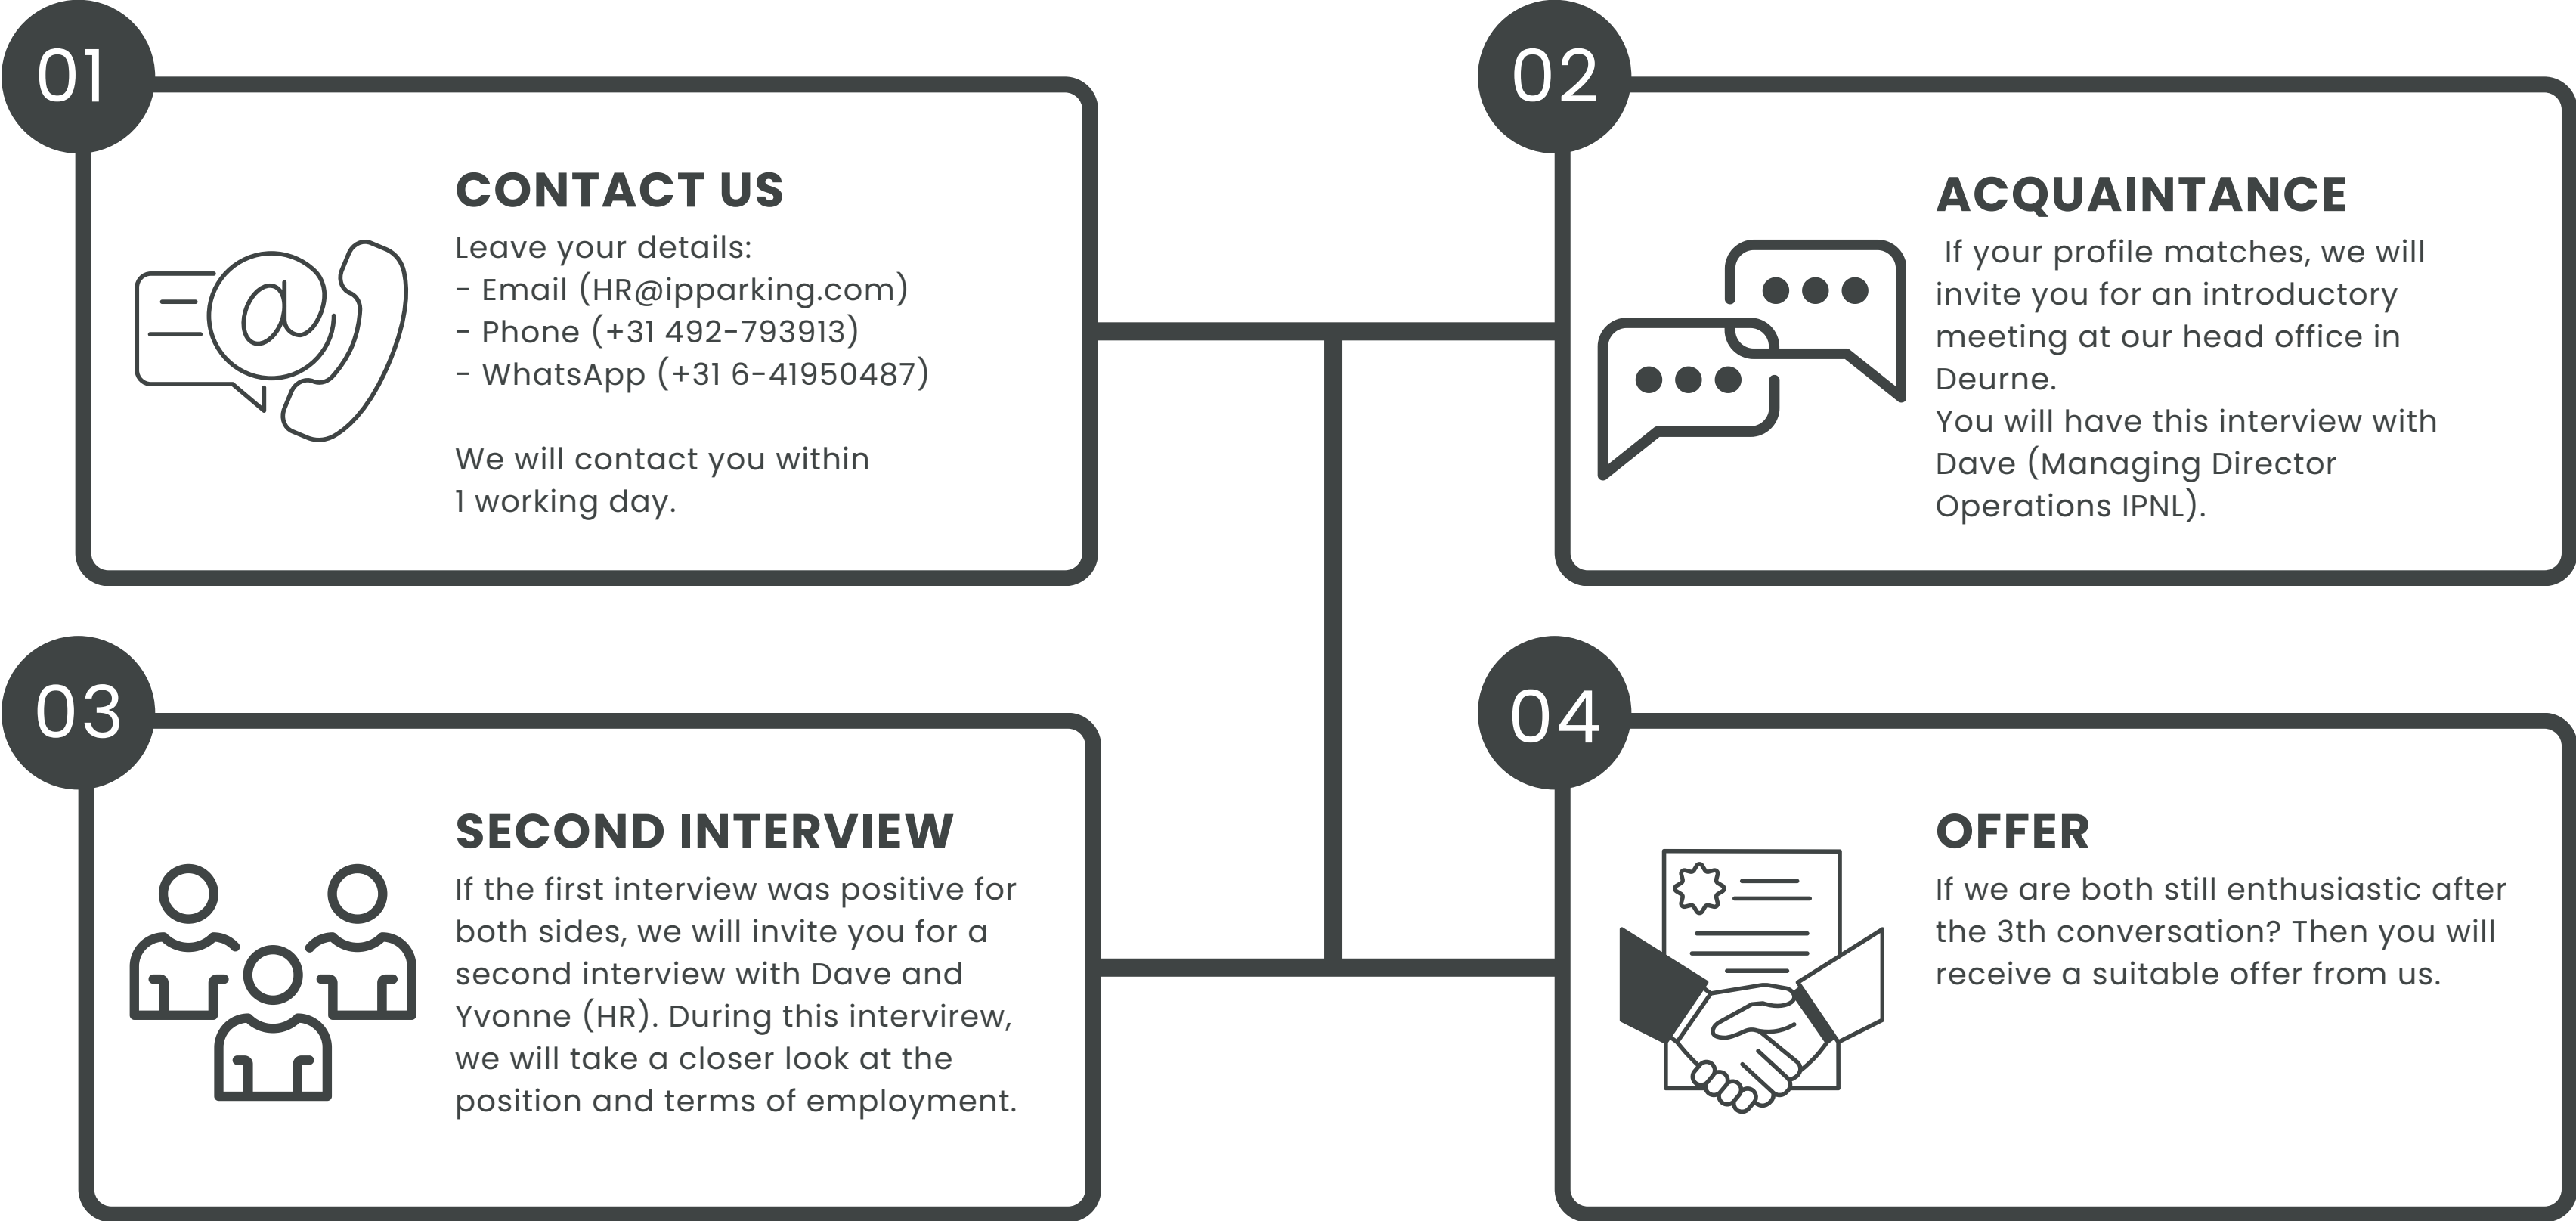 01
CONTACT US
Leave your details:
- Email (HR@ipparking.com)
- Phone (+31 492-793913)
- WhatsApp (+31 6-41950487)
We will contact you within
1 working day.
02
ACQUAINTANCE
If your profile matches, we will
invite you for an introductory
meeting at our head office in
Deurne.
You will have this interview with
Dave (Managing Director
Operations IPNL).
03
SECOND INTERVIEW
If the first interview was positive for
both sides, we will invite you for a
second interview with Dave and
Yvonne (HR). During this intervirew,
we will take a closer look at the
position and terms of employment.
04
OFFER
If we are both still enthusiastic after
the 3th conversation? Then you will
receive a suitable offer from us.